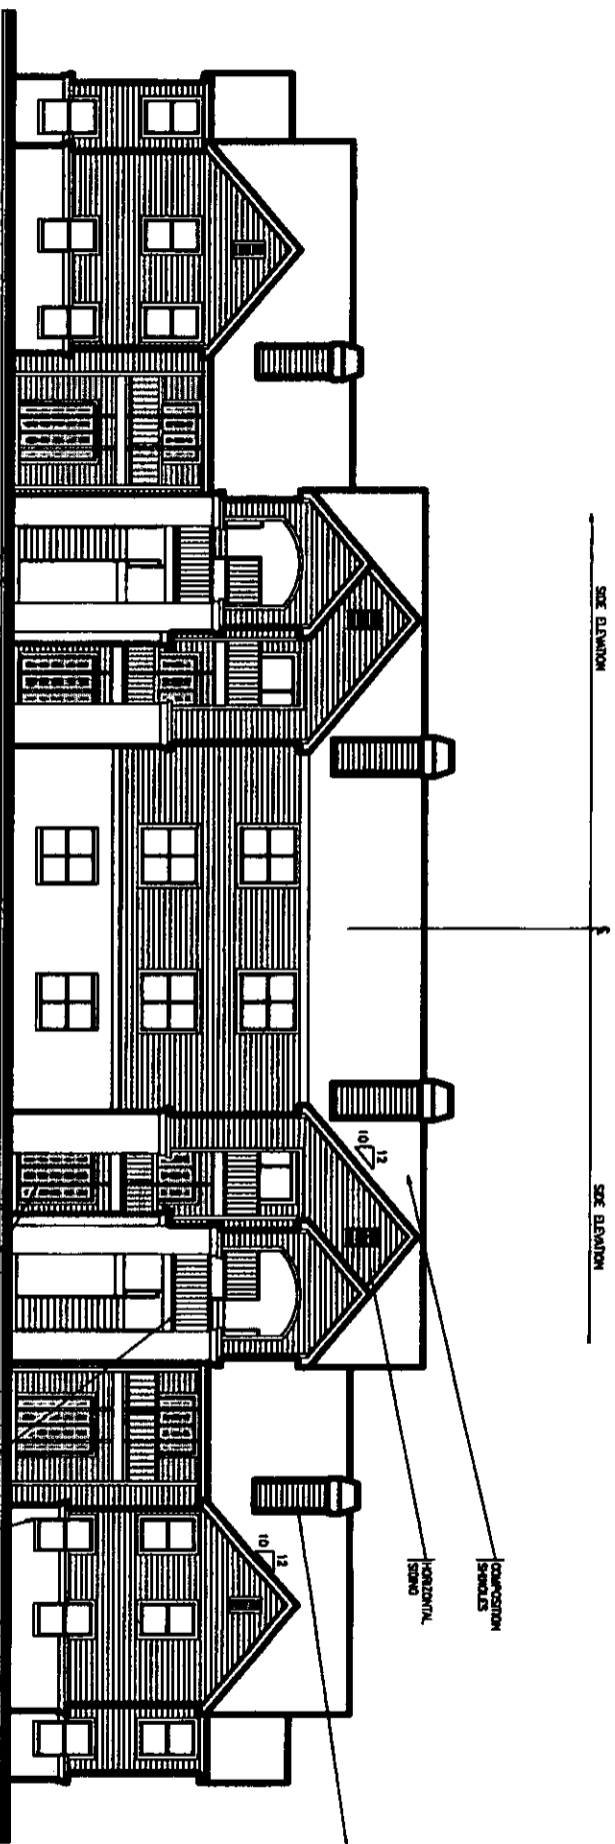 SIDE ELEVATION
SIDE ELEVATION
12
10
12
10
COMPOSITION
SHINGLES
HORIZONTAL
SIDING